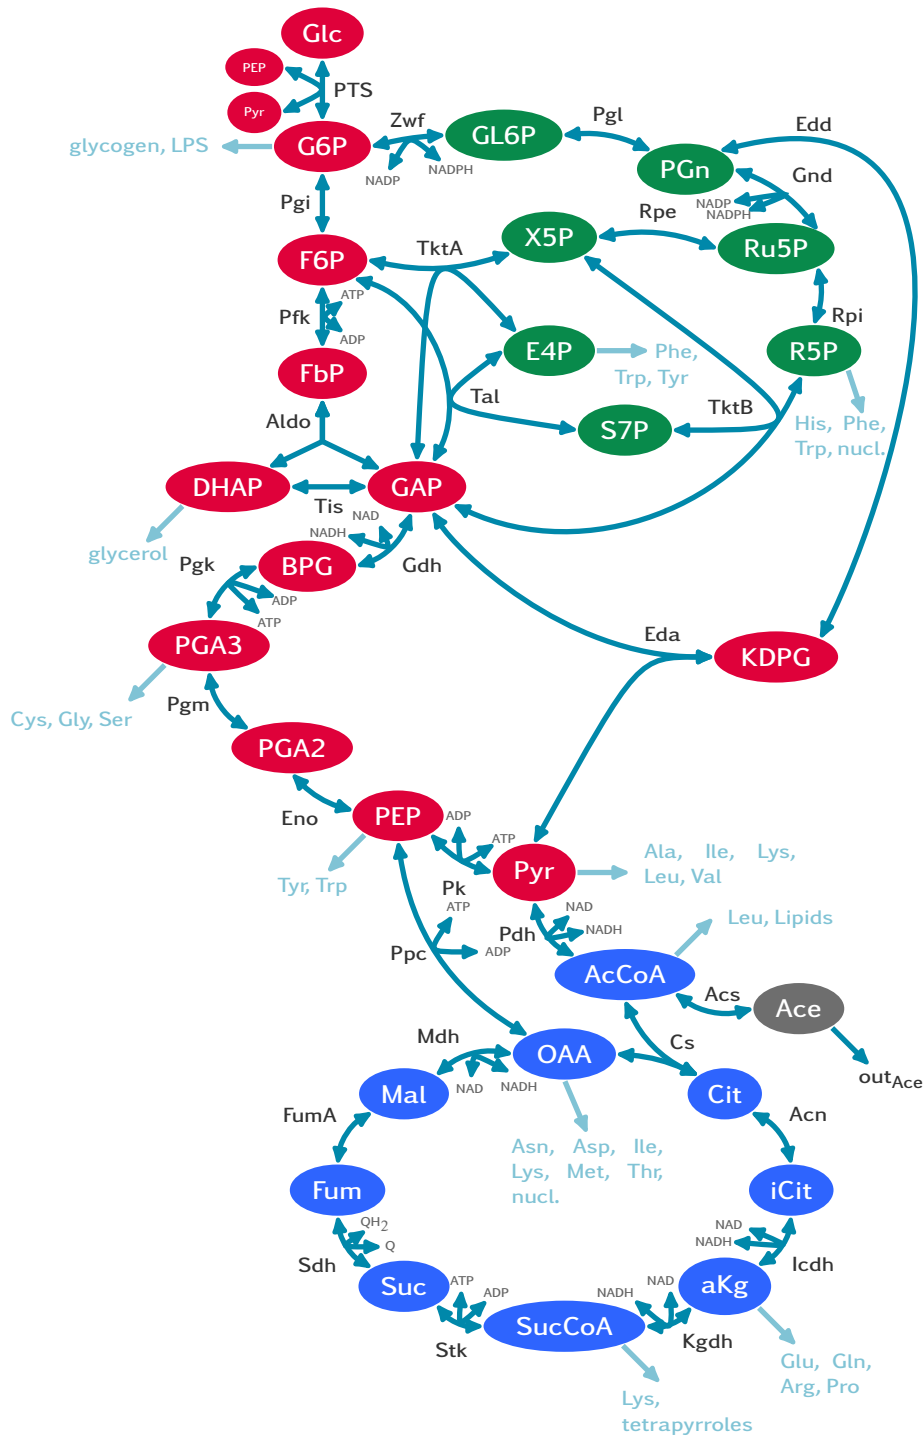 Glc
PEP
PTS
Pyr
Zwf
Pgl
Edd
GL6P
glycogen, LPS
G6P
PGn
Gnd
NADP
NADPH
NADP
NADPH
Pgi
Rpe
X5P
TktA
Ru5P
F6P
ATP
Pfk
ADP
Rpi
E4P
Phe,
Trp, Tyr
R5P
FbP
Tal
TktB
Aldo
S7P
His, Phe,
Trp, nucl.
DHAP
GAP
Tis
NAD
NADH
glycerol
Pgk
BPG
Gdh
ADP
ATP
PGA3
Eda
KDPG
Cys, Gly, Ser
Pgm
PGA2
Eno
PEP
ADP
ATP
Tyr, Trp
Pk
Pyr
Ala, Ile, Lys,
Leu, Val
ATP
NAD
Pdh
NADH
Leu, Lipids
Ppc
ADP
AcCoA
Acs
Ace
Mdh
OAA
Cs
out_Ace
NAD
NADH
Mal
Cit
FumA
Acn
Asn, Asp, Ile,
Lys, Met, Thr,
nucl.
Fum
iCit
QH₂
Q
NAD
NADH
Sdh
Icdh
Suc
ATP
ADP
NADH
NAD
aKg
SucCoA
Stk
Kgdh
Glu, Gln,
Arg, Pro
Lys,
tetrapyrroles